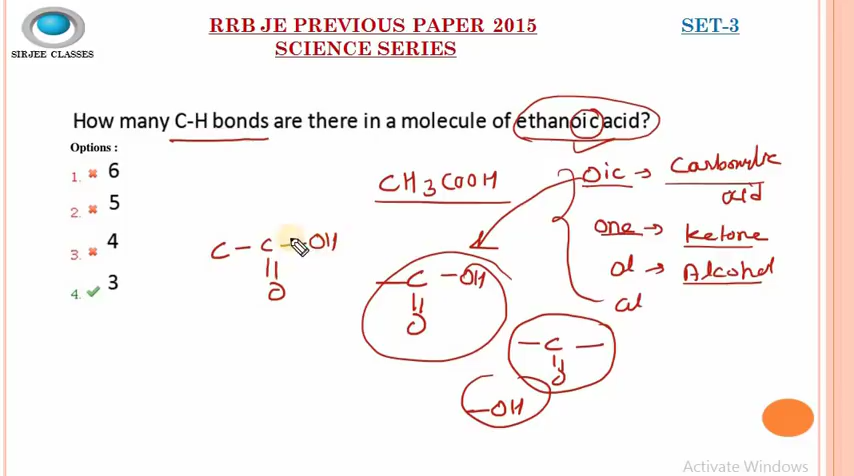 RRB JE PREVIOUS PAPER 2015
SET-3
SCIENCE SERIES
SIRJEE CLASSES
How many C-H bonds are there in a molecule of ethanoic acid?
Options :
1. 6
2. 5
3. 4
4. 3
CH3COOH
oic → Carboxylic
acid
one → Ketone
ol → Alcohol
al
C - C - OH
O
- C - OH
O
- C -
O
- OH
Activate Windows